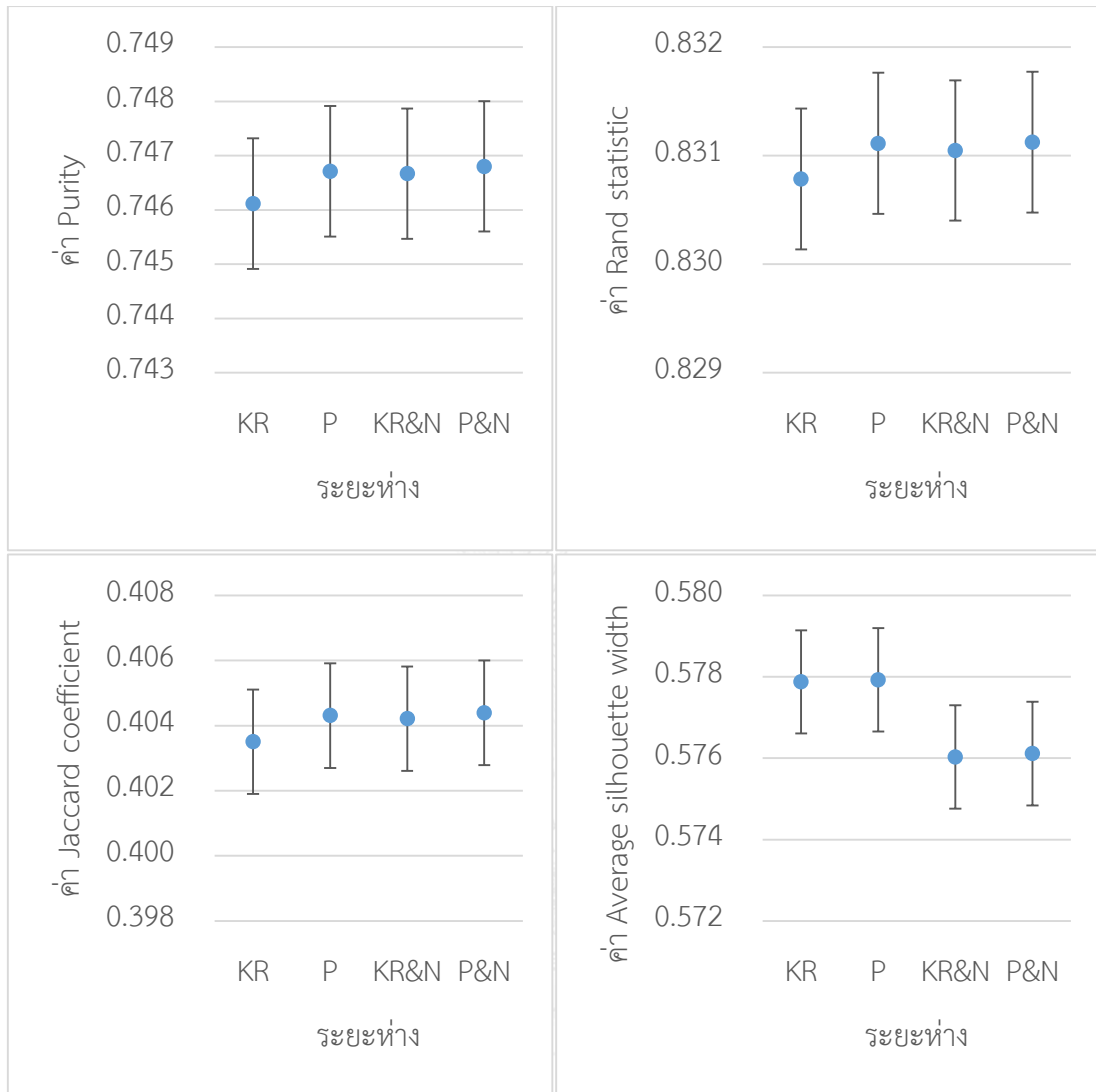 ค่า Purity
0.749
0.748
0.747
0.746
0.745
0.744
0.743
KR P KR&N P&N
ระยะห่าง
ค่า Rand statistic
0.832
0.831
0.830
0.829
KR P KR&N P&N
ระยะห่าง
ค่า Jaccard coefficient
0.408
0.406
0.404
0.402
0.400
0.398
KR P KR&N P&N
ระยะห่าง
ค่า Average silhouette width
0.580
0.578
0.576
0.574
0.572
KR P KR&N P&N
ระยะห่าง